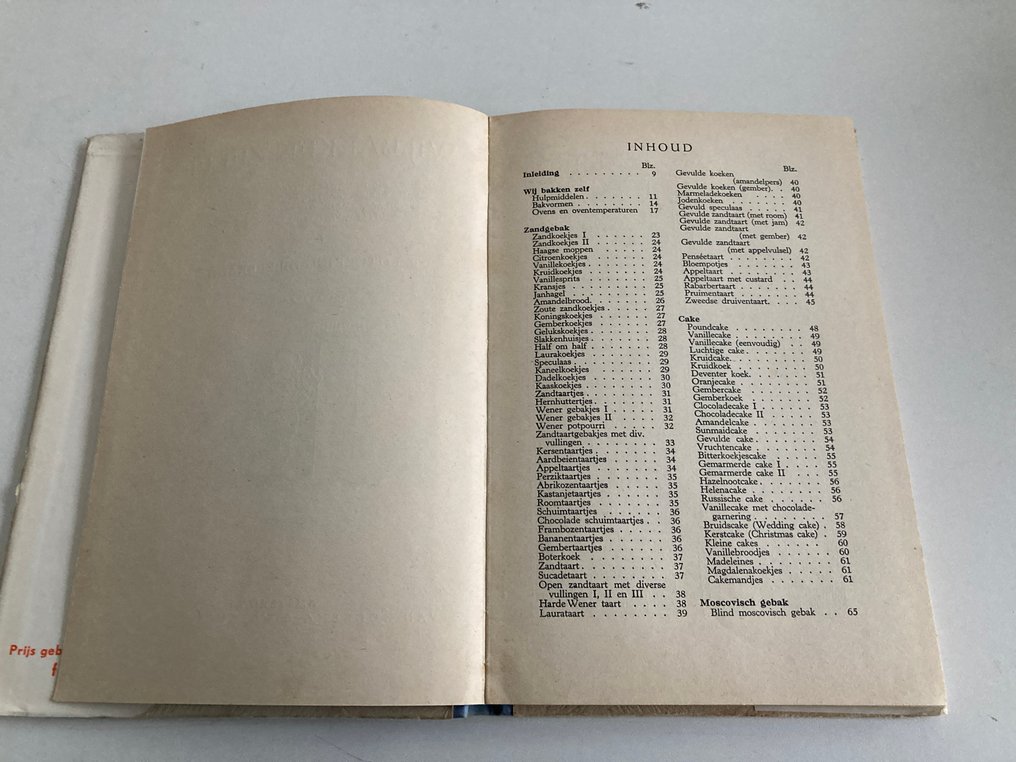 Prijs geb
f
INHOUD
Blz.
Inleiding . . . . . . . . . 9
Wij bakken zelf
Hulpmiddelen . . . . . . . 11
Bakvormen . . . . . . . . 14
Ovens en oventemperaturen 17
Zandgebak
Zandkoekjes I . . . . . . 23
Zandkoekjes II . . . . . . 24
Haagse moppen . . . . . . 24
Citroenkoekjes . . . . . . 24
Vanillekoekjes . . . . . . 24
Kruidkoekjes . . . . . . . 24
Vanillesprits . . . . . . . 25
Kransjes . . . . . . . . 25
Janhagel . . . . . . . . 25
Amandelbrood. . . . . . . 26
Zoute zandkoekjes . . . . . 27
Koningskoekjes . . . . . . 27
Gemberkoekjes . . . . . . 27
Gelukskoekjes . . . . . . . 28
Slakkenhuisjes . . . . . . . 28
Half om half . . . . . . . 28
Laurakoekjes . . . . . . . 29
Speculaas . . . . . . . . 29
Kaneelkoekjes . . . . . . 29
Dadelkoekjes . . . . . . . 30
Kaaskoekjes . . . . . . . 30
Zandtaartjes . . . . . . . 31
Hernhuttertjes . . . . . . . 31
Wener gebakjes I . . . . . 31
Wener gebakjes II . . . . . 32
Wener potpourri . . . . . . 32
Zandtaartgebakjes met div.
vullingen . . . . . . . 33
Kersentaartjes . . . . . . . 34
Aardbeientaartjes . . . . . 34
Appeltaartjes . . . . . . . 34
Perziktaartjes . . . . . . . 35
Abrikozentaartjes . . . . . 35
Kastanjetaartjes . . . . . . 35
Roomtaartjes . . . . . . . 35
Schuimtaartjes . . . . . . 36
Chocolade schuimtaartjes . . . 36
Frambozentaartjes . . . . . 36
Bananentaartjes . . . . . . 36
Gembertaartjes . . . . . . 36
Boterkoek . . . . . . . . 37
Zandtaart . . . . . . . . 37
Sucadetaart . . . . . . . . 37
Open zandtaart met diverse
vullingen I, II en III . . 38
Harde Wener taart . . . . 38
Laurataart . . . . . . . . 39
Blz.
Gevulde koeken
(amandelpers) 40
Gevulde koeken (gember). . 40
Marmeladekoeken . . . . . 40
Jodenkoeken . . . . . . . 40
Gevuld speculaas . . . . . 41
Gevulde zandtaart (met room) 41
Gevulde zandtaart (met jam) 42
Gevulde zandtaart
(met gember) 42
Gevulde zandtaart
(met appelvulsel) 42
Penséetaart . . . . . . . . 42
Bloempotjes . . . . . . . 43
Appeltaart . . . . . . . . 43
Appeltaart met custard . . . 44
Rabarbertaart . . . . . . . 44
Pruimentaart . . . . . . . 44
Zweedse druiventaart. . . . . 45
Cake
Poundcake . . . . . . . . 48
Vanillecake . . . . . . . . 49
Vanillecake (eenvoudig) . . . 49
Luchtige cake . . . . . . . 49
Kruidcake. . . . . . . . . 50
Kruidkoek . . . . . . . . 50
Deventer koek. . . . . . . 51
Oranjecake . . . . . . . . 51
Gembercake . . . . . . . 52
Gemberkoek . . . . . . . 52
Clocoladecake I . . . . . . 53
Chocoladecake II . . . . . 53
Amandelcake . . . . . . . 53
Sunmaidcake . . . . . . . 53
Gevulde cake. . . . . . . . 54
Vruchtencake . . . . . . . 54
Bitterkoekjescake . . . . . 55
Gemarmerde cake I . . . . 55
Gemarmerde cake II . . . . 55
Hazelnootcake . . . . . . . 56
Helenacake . . . . . . . . 56
Russische cake . . . . . . 56
Vanillecake met chocolade-
garnering . . . . . . . 57
Bruidscake (Wedding cake) . 58
Kerstcake (Christmas cake) . 59
Kleine cakes . . . . . . . 60
Vanillebroodjes . . . . . . 60
Madeleines . . . . . . . . 61
Magdalenakoekjes . . . . . 61
Cakemandjes . . . . . . . 61
Moscovisch gebak
Blind moscovisch gebak . . 65